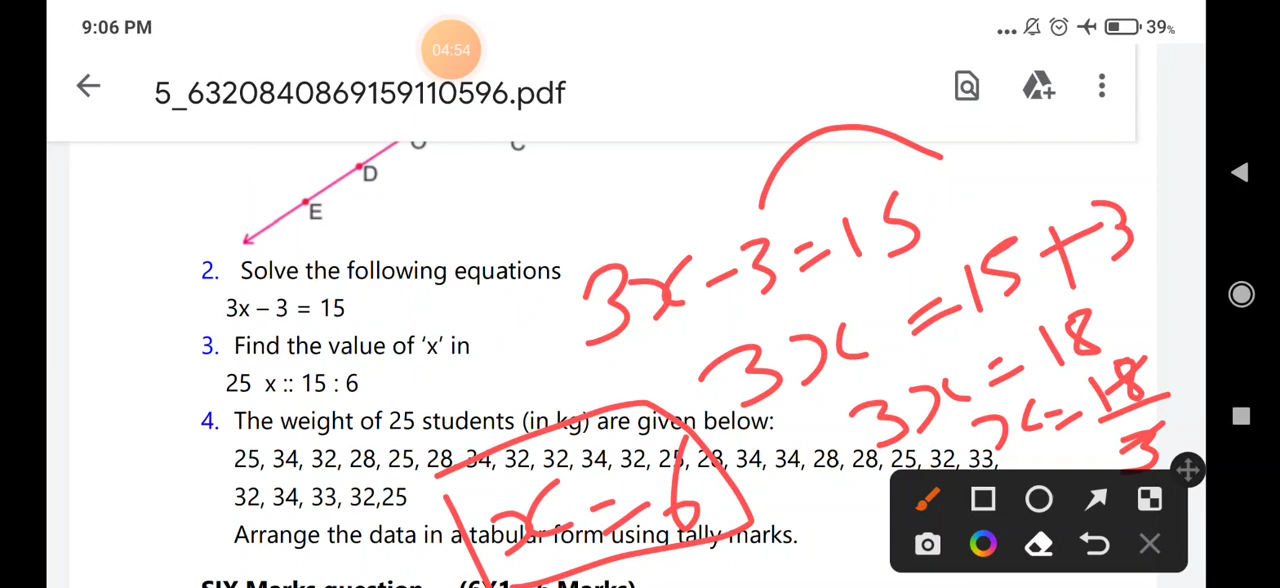 9:06 PM
04:54
39%
5_6320840869159110596.pdf
C
D
E
2. Solve the following equations
3x – 3 = 15
3. Find the value of ‘x’ in
25 x :: 15 : 6
4. The weight of 25 students (in kg) are given below:
25, 34, 32, 28, 25, 28, 34, 32, 32, 34, 32, 25, 28, 34, 34, 28, 28, 25, 32, 33,
32, 34, 33, 32,25
Arrange the data in a tabular form using tally marks.
3x-3=15
3x=15+3
3x=18
x=18/3
x=6